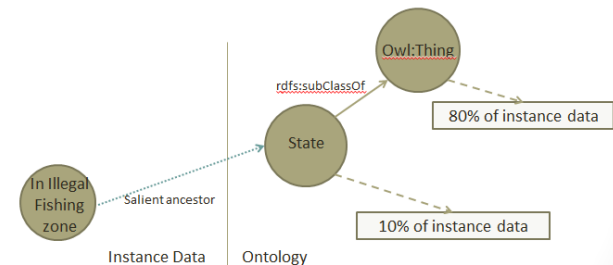 Owl:Thing
rdfs:subClassOf
80% of instance data
State
In Illegal
Fishing
zone
Salient ancestor
10% of instance data
Instance Data
Ontology